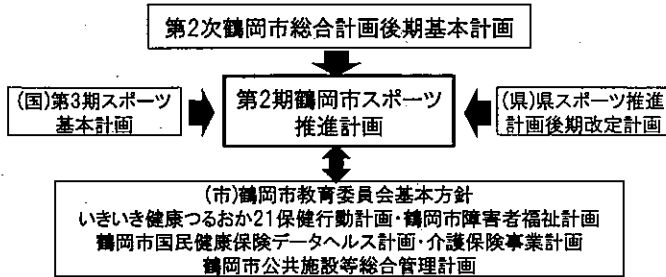 第2次鶴岡市総合計画後期基本計画
(国)第3期スポーツ
基本計画
第2期鶴岡市スポーツ
推進計画
(県)県スポーツ推進
計画後期改定計画
(市)鶴岡市教育委員会基本方針
いきいき健康つるおか21保健行動計画・鶴岡市障害者福祉計画
鶴岡市国民健康保険データヘルス計画・介護保険事業計画
鶴岡市公共施設等総合管理計画